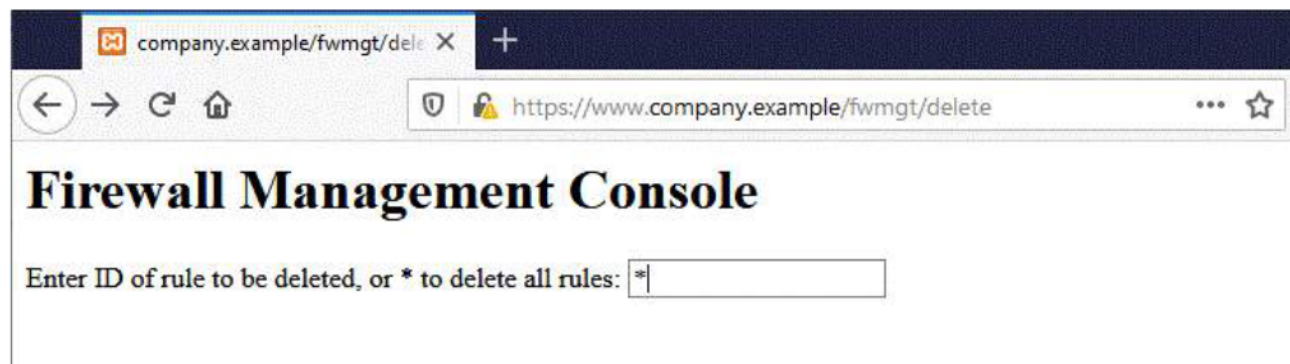 company.example/fwmgt/dele
https://www.company.example/fwmgt/delete
Firewall Management Console
Enter ID of rule to be deleted, or * to delete all rules: *